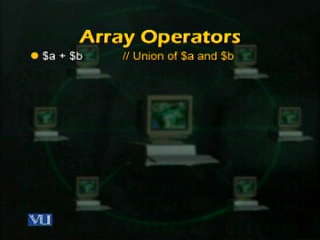 Array Operators
$a + $b // Union of $a and $b
VU